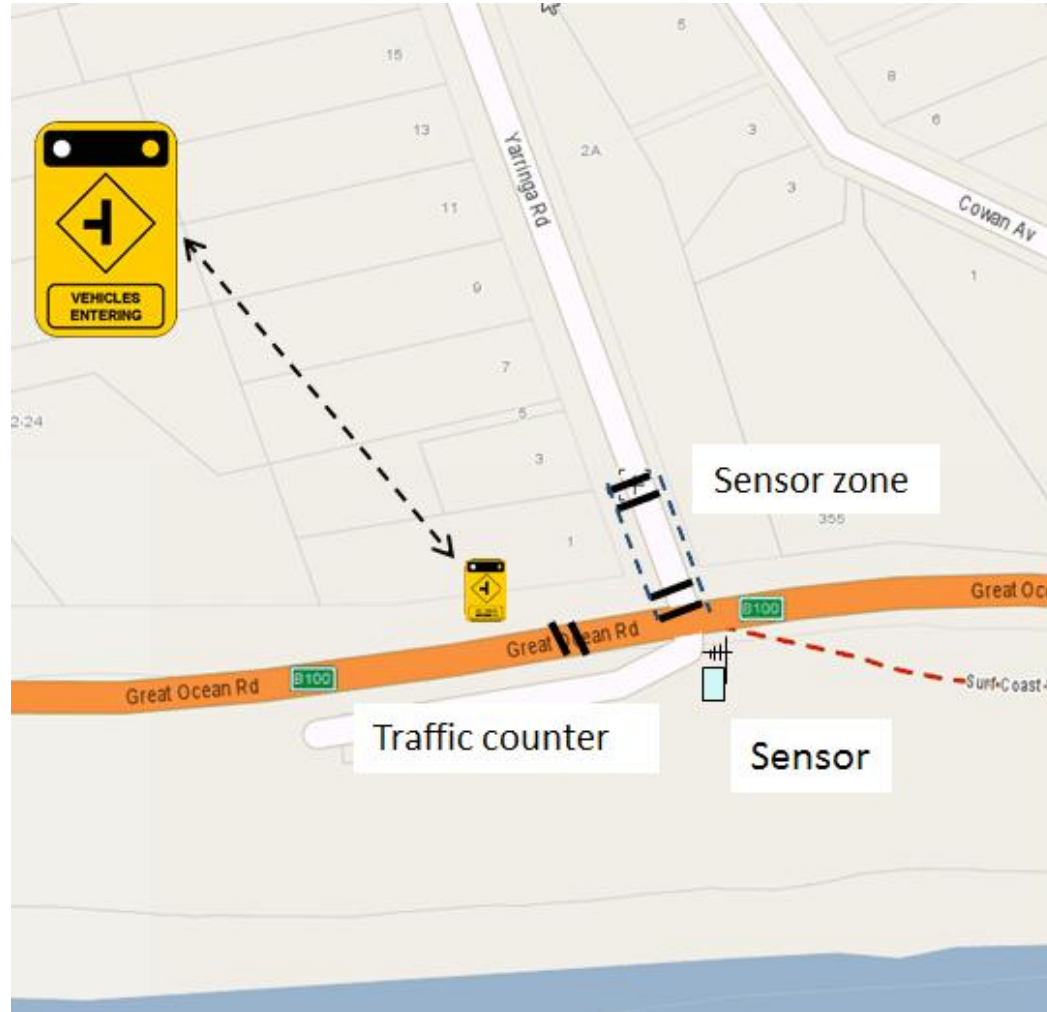 15
5
8
6
13
3
2A
Yarringa Rd
3
11
Cowan Av
VEHICLES
ENTERING
9
1
7
2-24
5
3
Sensor zone
355
1
Great Oc
B100
Great Ocean Rd
B100
Great Ocean Rd
Surf Coast
Traffic counter
Sensor